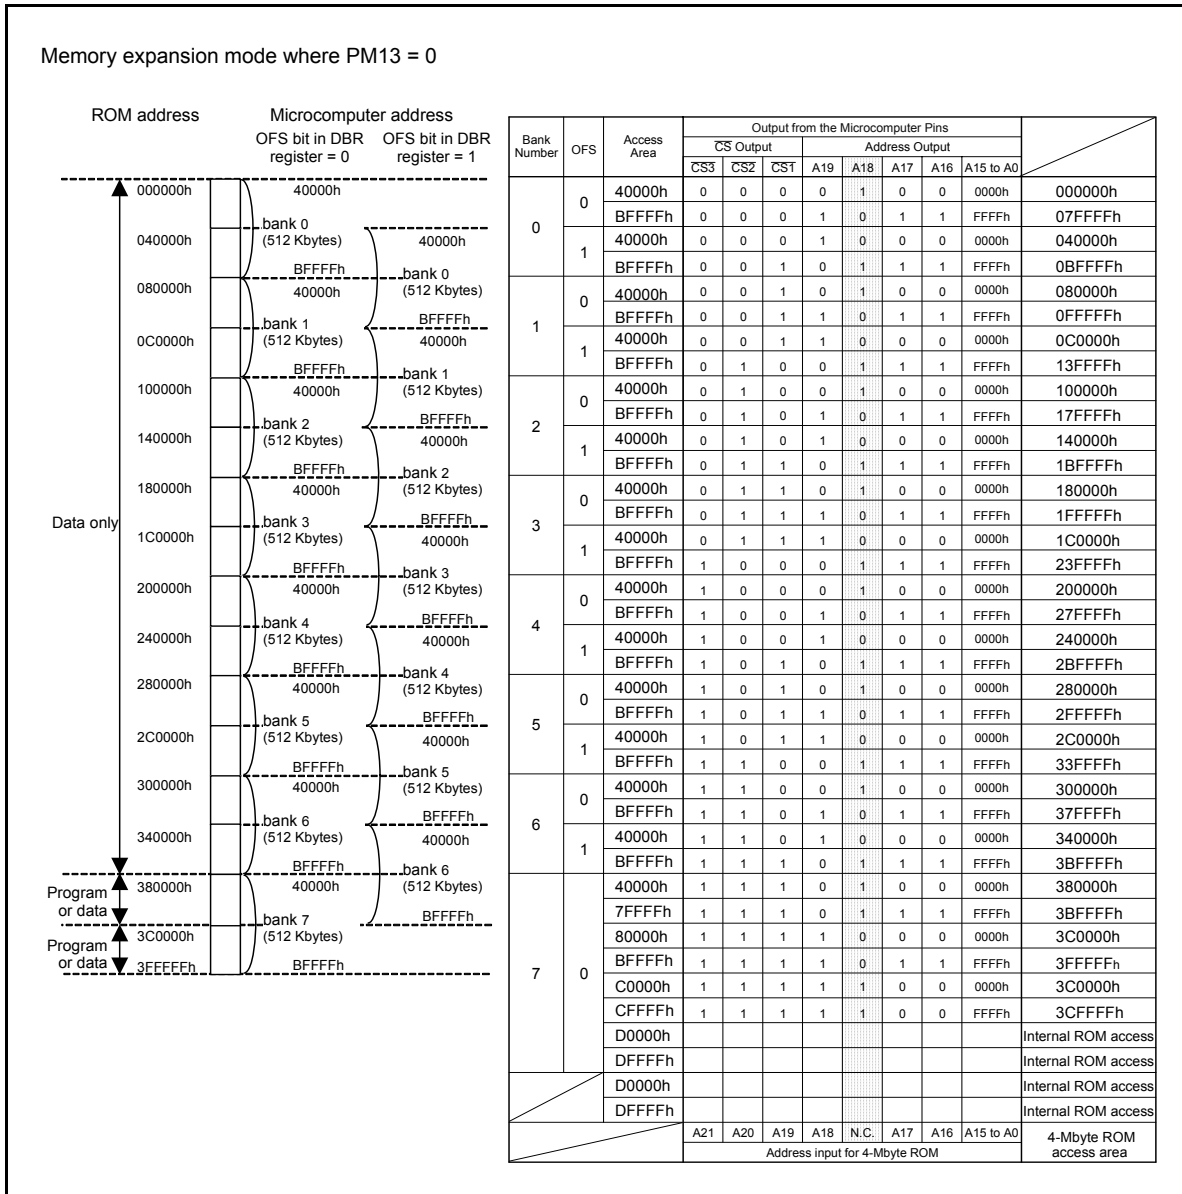 Memory expansion mode where PM13 = 0
ROM address Microcomputer address
OFS bit in DBR register = 0
OFS bit in DBR register = 1
000000h 40000h
bank 0 (512 Kbytes)
040000h 40000h
BFFFFh
bank 0 (512 Kbytes)
080000h 40000h
bank 1 (512 Kbytes)
BFFFFh
0C0000h 40000h
BFFFFh
bank 1 (512 Kbytes)
100000h 40000h
bank 2 (512 Kbytes)
BFFFFh
140000h 40000h
BFFFFh
bank 2 (512 Kbytes)
180000h 40000h
Data only
bank 3 (512 Kbytes)
BFFFFh
1C0000h 40000h
BFFFFh
bank 3 (512 Kbytes)
200000h 40000h
bank 4 (512 Kbytes)
BFFFFh
240000h 40000h
BFFFFh
bank 4 (512 Kbytes)
280000h 40000h
bank 5 (512 Kbytes)
BFFFFh
2C0000h 40000h
BFFFFh
bank 5 (512 Kbytes)
300000h 40000h
bank 6 (512 Kbytes)
BFFFFh
340000h 40000h
BFFFFh
bank 6 (512 Kbytes)
Program or data
380000h 40000h
bank 7 (512 Kbytes)
BFFFFh
Program or data
3C0000h
3FFFFFh BFFFFh
Bank Number OFS Access Area Output from the Microcomputer Pins
CS Output Address Output
CS3 CS2 CS1 A19 A18 A17 A16 A15 to A0
0 0 40000h 0 0 0 0 1 0 0 0000h 000000h
BFFFFh 0 0 0 1 0 1 1 FFFFh 07FFFFh
1 40000h 0 0 0 1 0 0 0 0000h 040000h
BFFFFh 0 0 1 0 1 1 1 FFFFh 0BFFFFh
1 0 40000h 0 0 1 0 1 0 0 0000h 080000h
BFFFFh 0 0 1 1 0 1 1 FFFFh 0FFFFFh
1 40000h 0 0 1 1 0 0 0 0000h 0C0000h
BFFFFh 0 1 0 0 1 1 1 FFFFh 13FFFFh
2 0 40000h 0 1 0 0 1 0 0 0000h 100000h
BFFFFh 0 1 0 1 0 1 1 FFFFh 17FFFFh
1 40000h 0 1 0 1 0 0 0 0000h 140000h
BFFFFh 0 1 1 0 1 1 1 FFFFh 1BFFFFh
3 0 40000h 0 1 1 0 1 0 0 0000h 180000h
BFFFFh 0 1 1 1 0 1 1 FFFFh 1FFFFFh
1 40000h 0 1 1 1 0 0 0 0000h 1C0000h
BFFFFh 1 0 0 0 1 1 1 FFFFh 23FFFFh
4 0 40000h 1 0 0 0 1 0 0 0000h 200000h
BFFFFh 1 0 0 1 0 1 1 FFFFh 27FFFFh
1 40000h 1 0 0 1 0 0 0 0000h 240000h
BFFFFh 1 0 1 0 1 1 1 FFFFh 2BFFFFh
5 0 40000h 1 0 1 0 1 0 0 0000h 280000h
BFFFFh 1 0 1 1 0 1 1 FFFFh 2FFFFFh
1 40000h 1 0 1 1 0 0 0 0000h 2C0000h
BFFFFh 1 1 0 0 1 1 1 FFFFh 33FFFFh
6 0 40000h 1 1 0 0 1 0 0 0000h 300000h
BFFFFh 1 1 0 1 0 1 1 FFFFh 37FFFFh
1 40000h 1 1 0 1 0 0 0 0000h 340000h
BFFFFh 1 1 1 0 1 1 1 FFFFh 3BFFFFh
7 0 40000h 1 1 1 0 1 0 0 0000h 380000h
7FFFFh 1 1 1 0 1 1 1 FFFFh 3BFFFFh
80000h 1 1 1 1 0 0 0 0000h 3C0000h
BFFFFh 1 1 1 1 0 1 1 FFFFh 3FFFFFh
C0000h 1 1 1 1 1 0 0 0000h 3C0000h
CFFFFh 1 1 1 1 1 0 0 FFFFh 3CFFFFh
D0000h Internal ROM access
DFFFFh Internal ROM access
D0000h Internal ROM access
DFFFFh Internal ROM access
A21 A20 A19 A18 N.C. A17 A16 A15 to A0 4-Mbyte ROM access area
Address input for 4-Mbyte ROM